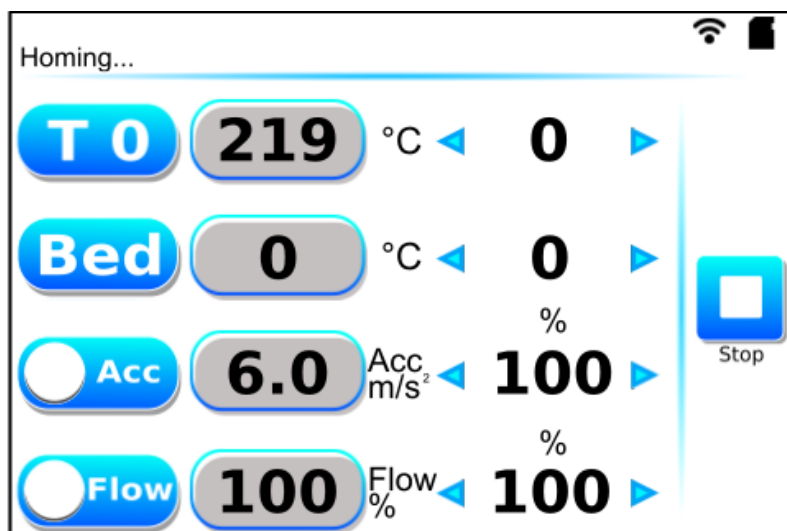 Homing...
T 0 219 °C 0
Bed 0 °C 0
%
Acc 6.0 Acc m/s² 100
Stop
%
Flow 100 Flow % 100